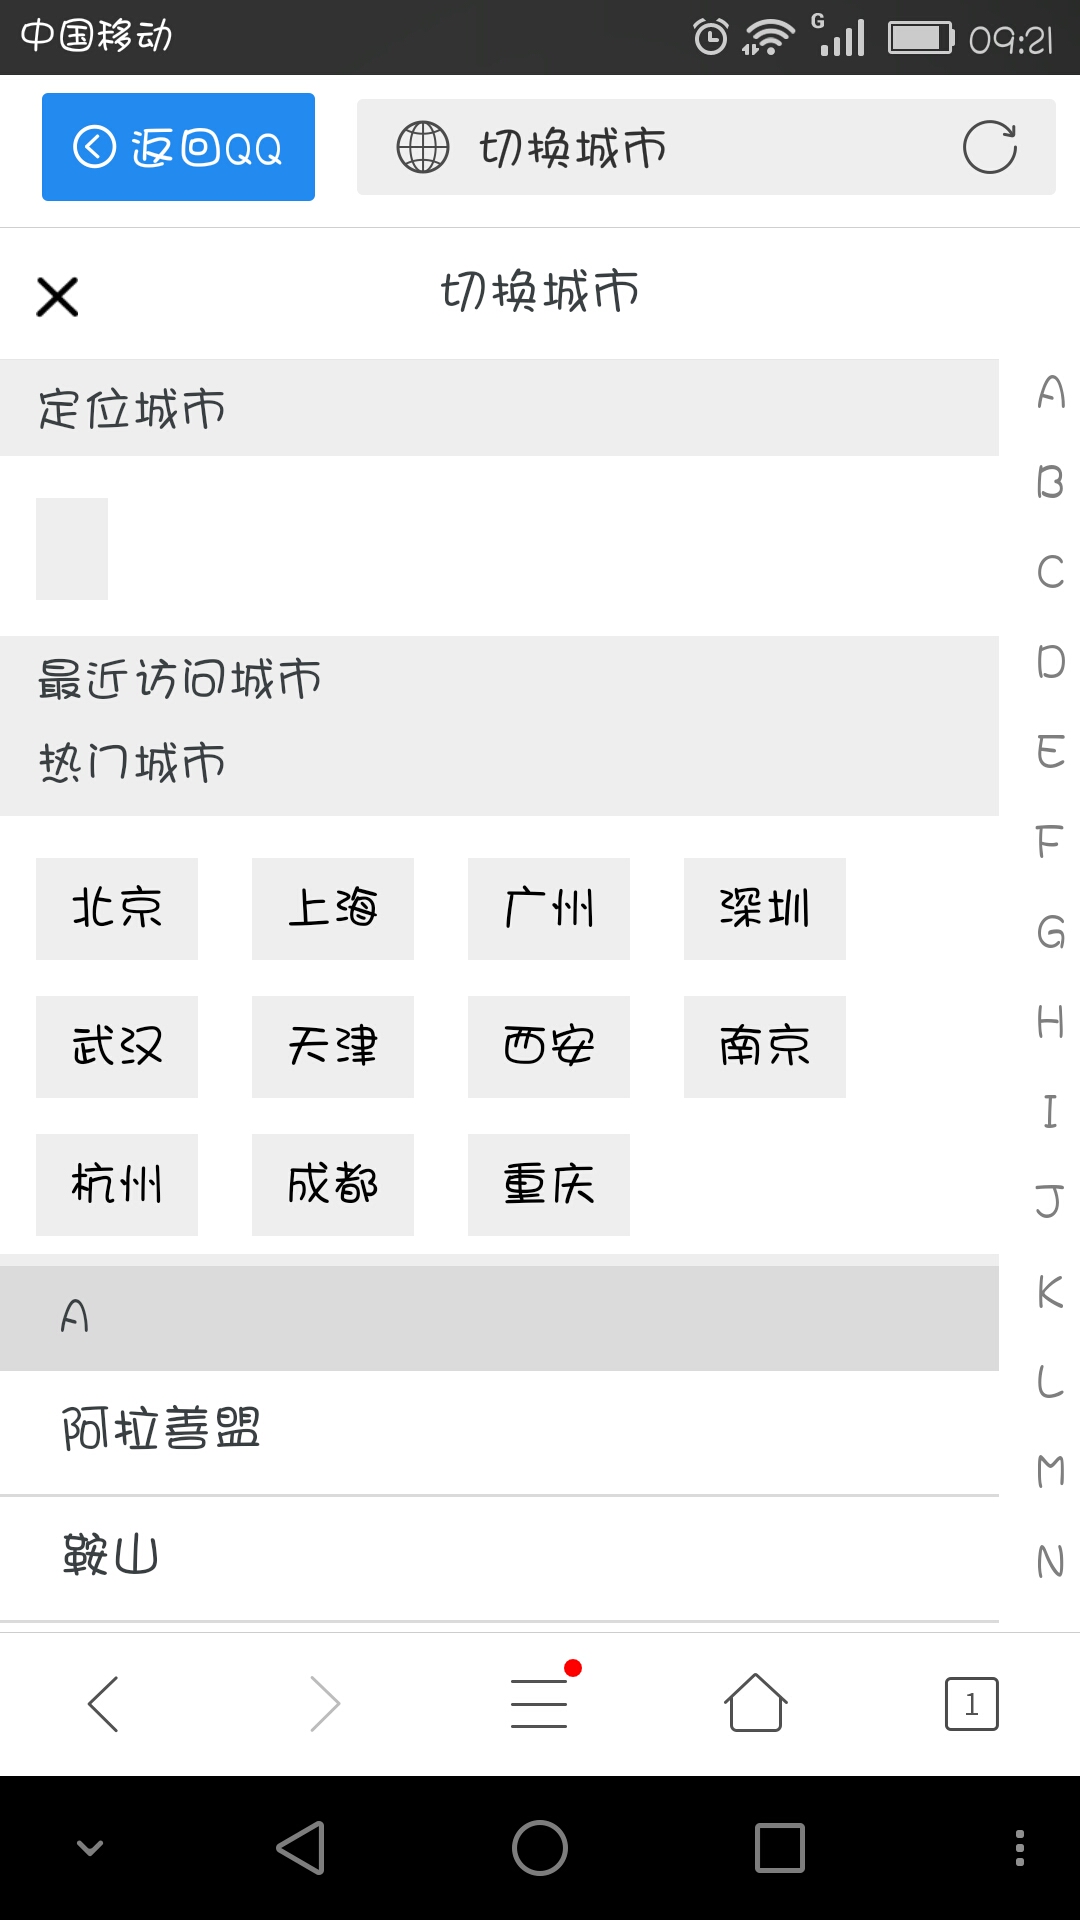 中国移动 G 09:21
返回QQ 切换城市
切换城市
定位城市
最近访问城市
热门城市
北京 上海 广州 深圳
武汉 天津 西安 南京
杭州 成都 重庆
A
阿拉善盟
鞍山
A
B
C
D
E
F
G
H
I
J
K
L
M
N
1